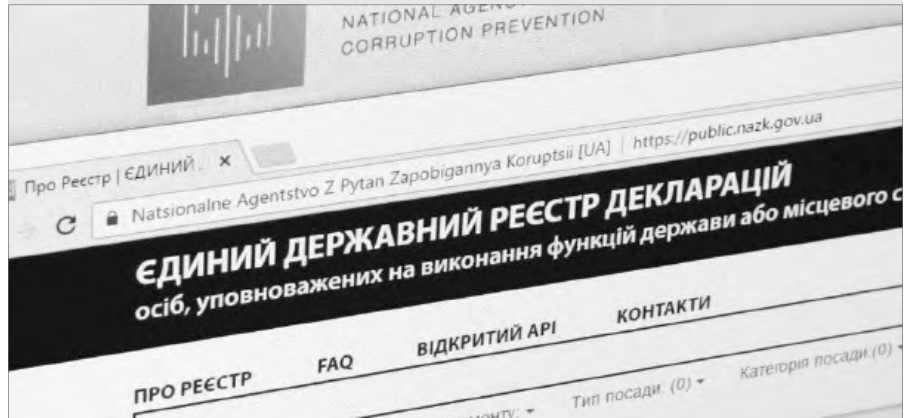 NATIONAL AGEN
CORRUPTION PREVENTION
Про Реєстр | ЄДИНИЙ
Natsionalne Agentstvo Z Pytan Zapobigannya Koruptsii [UA] | https://public.nazk.gov.ua
ЄДИНИЙ ДЕРЖАВНИЙ РЕЄСТР ДЕКЛАРАЦІЙ
осіб, уповноважених на виконання функцій держави або місцевого с
ПРО РЕЄСТР FAQ ВІДКРИТИЙ АРІ КОНТАКТИ
Тип посади: (0) Категорія посади:(0)